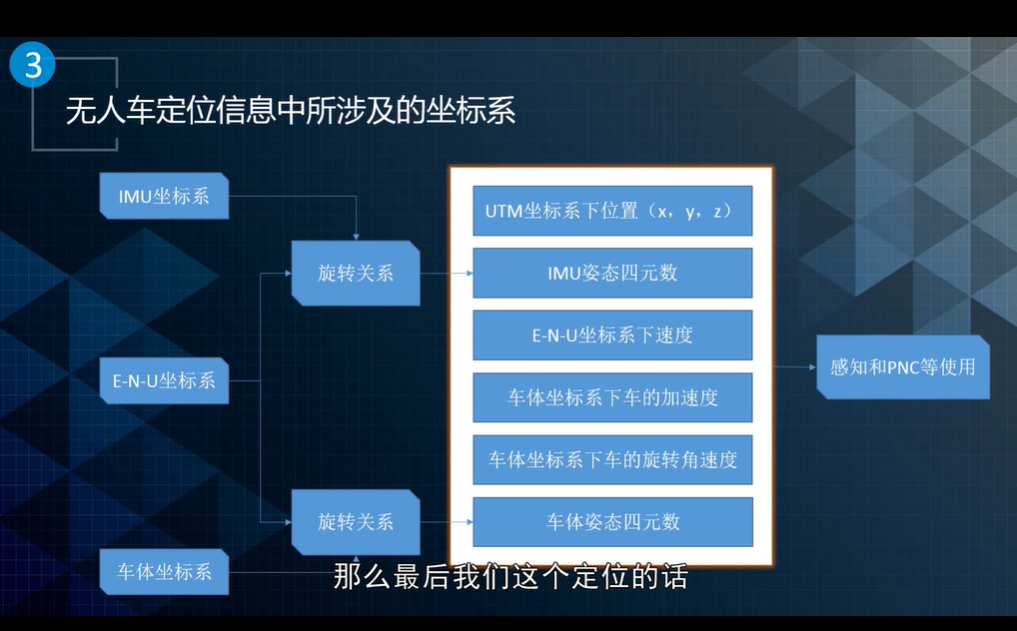 3
无人车定位信息中所涉及的坐标系
IMU坐标系
旋转关系
E-N-U坐标系
旋转关系
车体坐标系
UTM坐标系下位置（x，y，z）
IMU姿态四元数
E-N-U坐标系下速度
车体坐标系下车的加速度
车体坐标系下车的旋转角速度
车体姿态四元数
感知和PNC等使用
那么最后我们这个定位的话